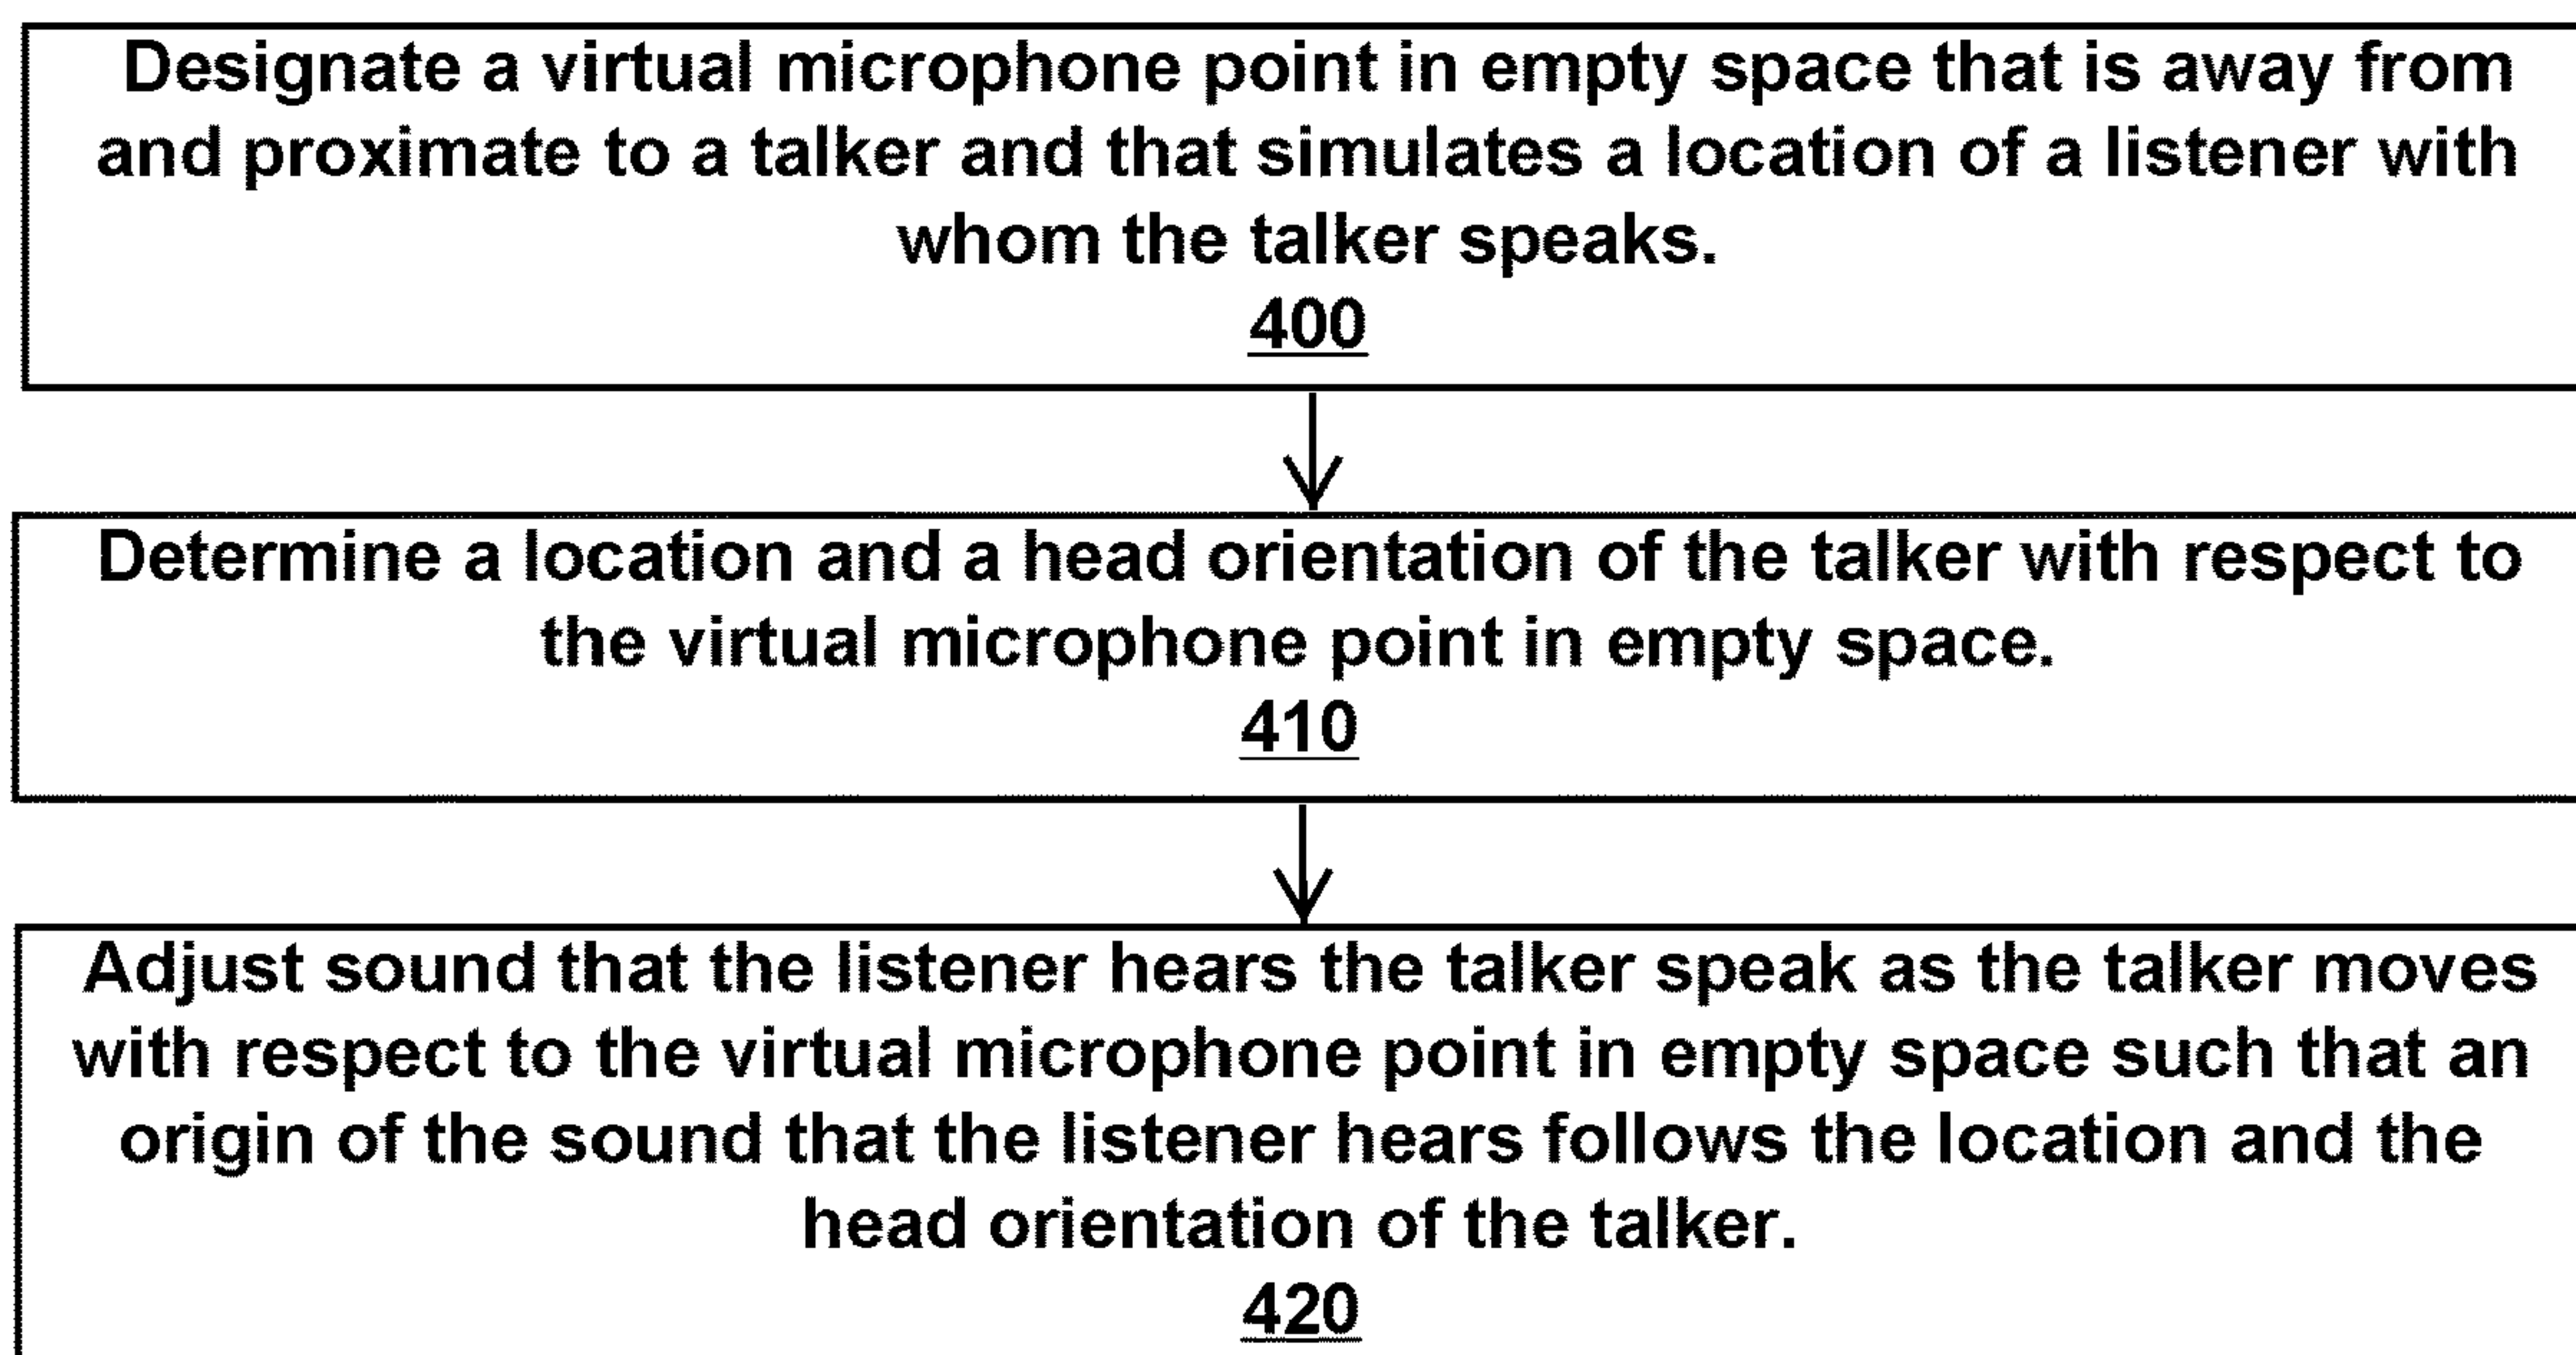 Designate a virtual microphone point in empty space that is away from
and proximate to a talker and that simulates a location of a listener with
whom the talker speaks.
400
Determine a location and a head orientation of the talker with respect to
the virtual microphone point in empty space.
410
Adjust sound that the listener hears the talker speak as the talker moves
with respect to the virtual microphone point in empty space such that an
origin of the sound that the listener hears follows the location and the
head orientation of the talker.
420